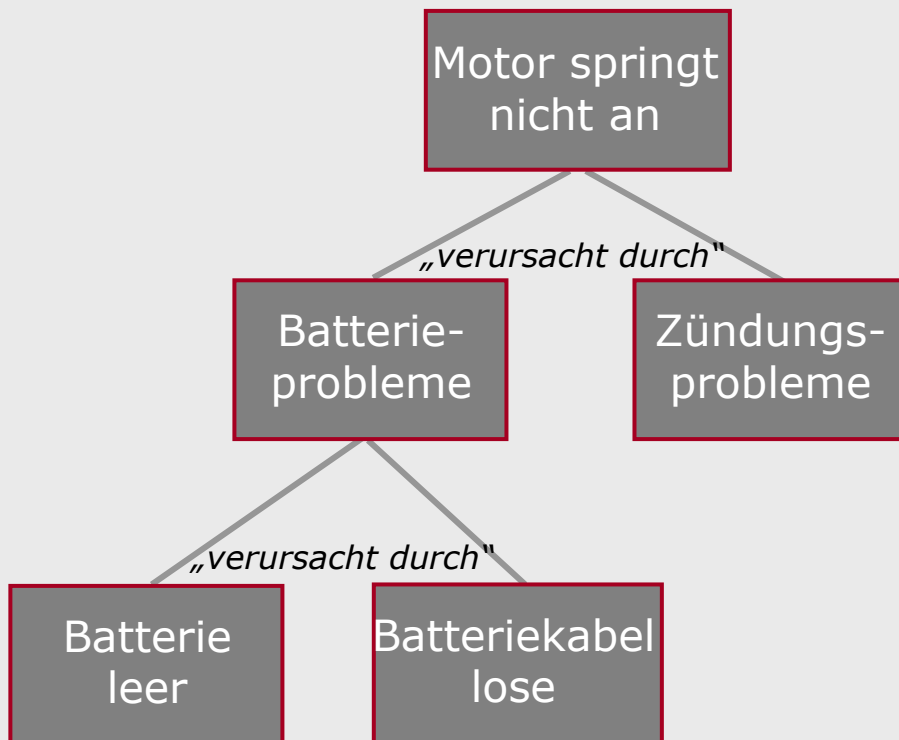 Motor springt
nicht an
„verursacht durch“
Batterie-
probleme
Zündungs-
probleme
„verursacht durch“
Batterie
leer
Batteriekabel
lose